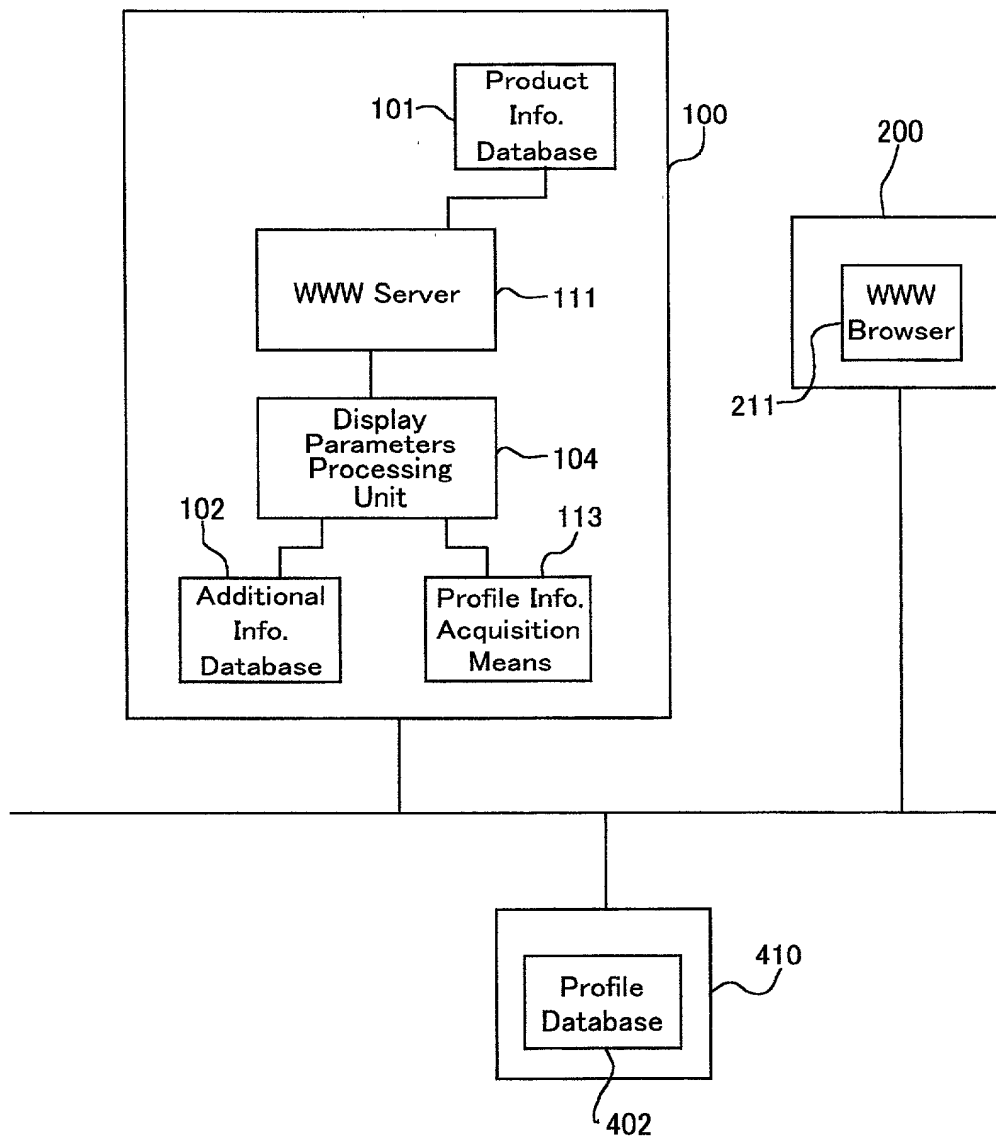 Product
Info.
Database
101
100
200
WWW Server
111
WWW
Browser
211
Display
Parameters
Processing
Unit
104
102
113
Additional
Info.
Database
Profile Info.
Acquisition
Means
410
Profile
Database
402